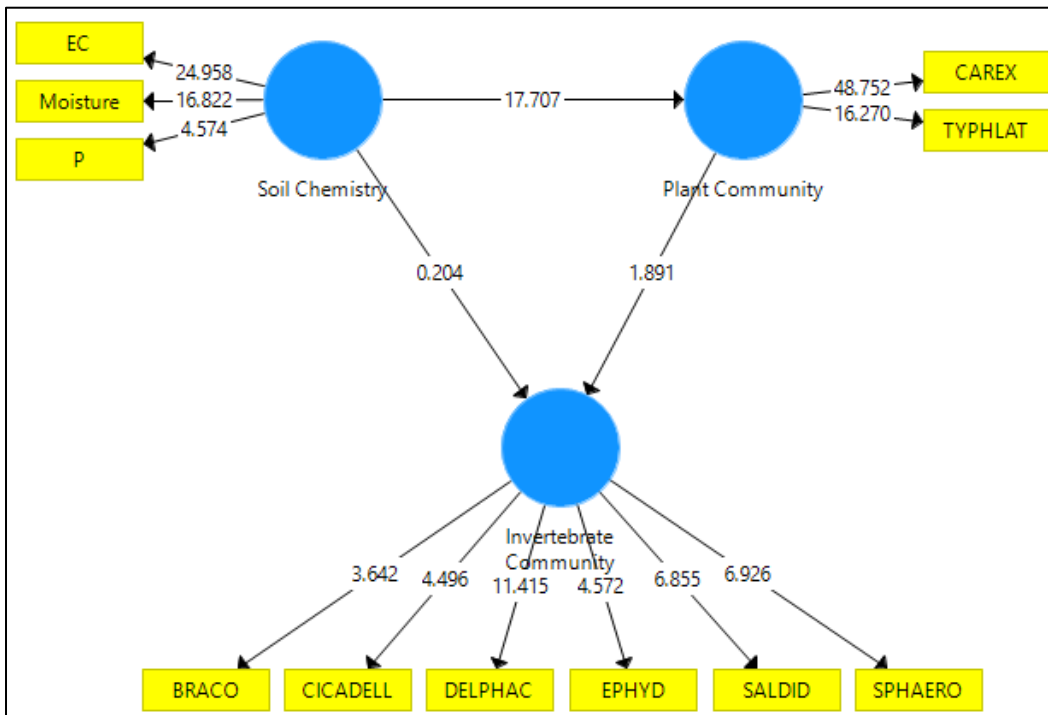 EC
24.958
CAREX
48.752
Moisture
16.822
17.707
16.270
TYPHLAT
4.574
P
Soil Chemistry
Plant Community
0.204
1.891
Invertebrate
Community
3.642
4.496
11.415
4.572
6.855
6.926
BRACO
CICADELL
DELPHAC
EPHYD
SALDID
SPHAERO